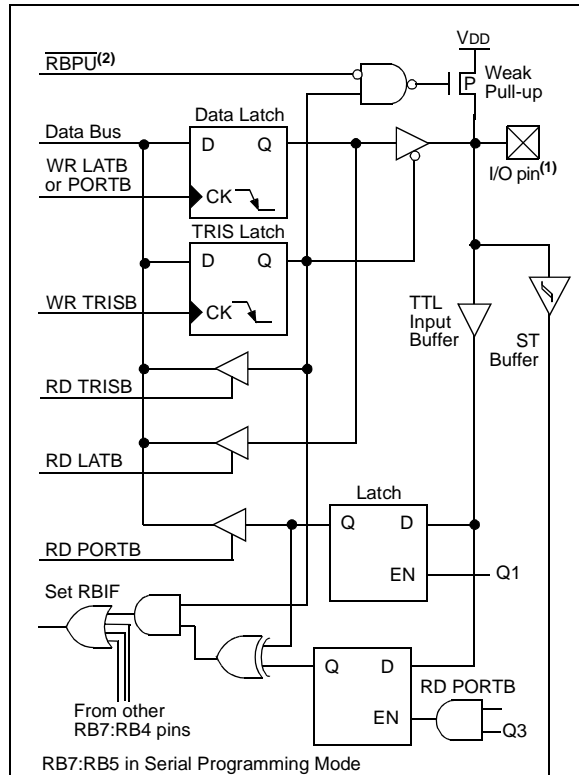 VDD
RBPU(2)
P
Weak
Pull-up
Data Latch
Data Bus
D Q
I/O pin(1)
WR LATB
or PORTB
CK
TRIS Latch
D Q
WR TRISB
CK
TTL
Input
Buffer
ST
Buffer
RD TRISB
RD LATB
Latch
Q D
RD PORTB
EN
Q1
Set RBIF
Q D
RD PORTB
EN
Q3
From other
RB7:RB4 pins
RB7:RB5 in Serial Programming Mode